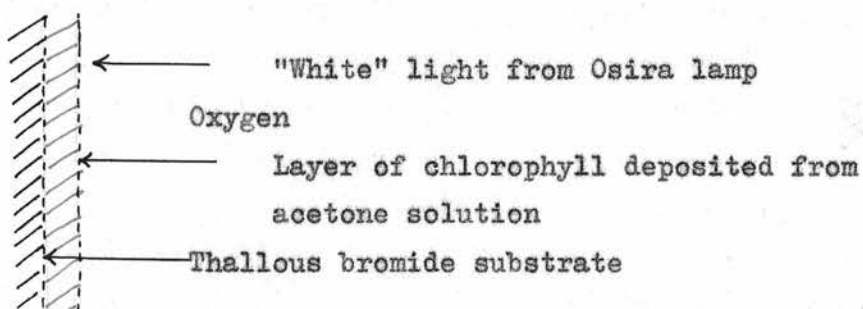 "White" light from Osira lamp
Oxygen
Layer of chlorophyll deposited from
acetone solution
Thallous bromide substrate